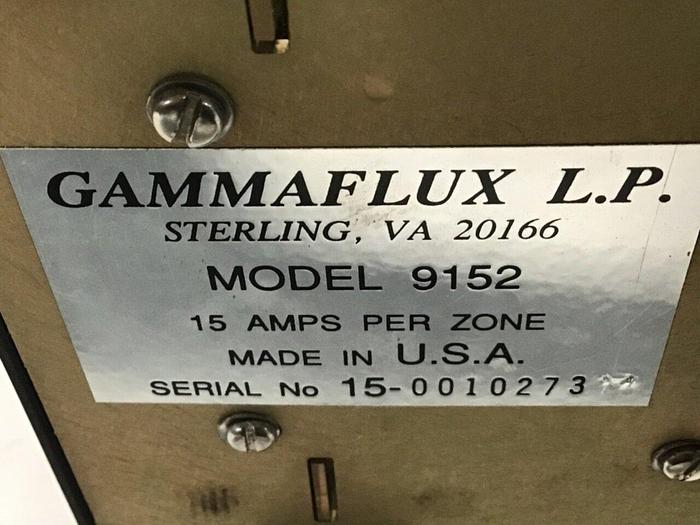 GAMMAFLUX L.P.
STERLING, VA 20166
MODEL 9152
15 AMPS PER ZONE
MADE IN U.S.A.
SERIAL No 15-0010273